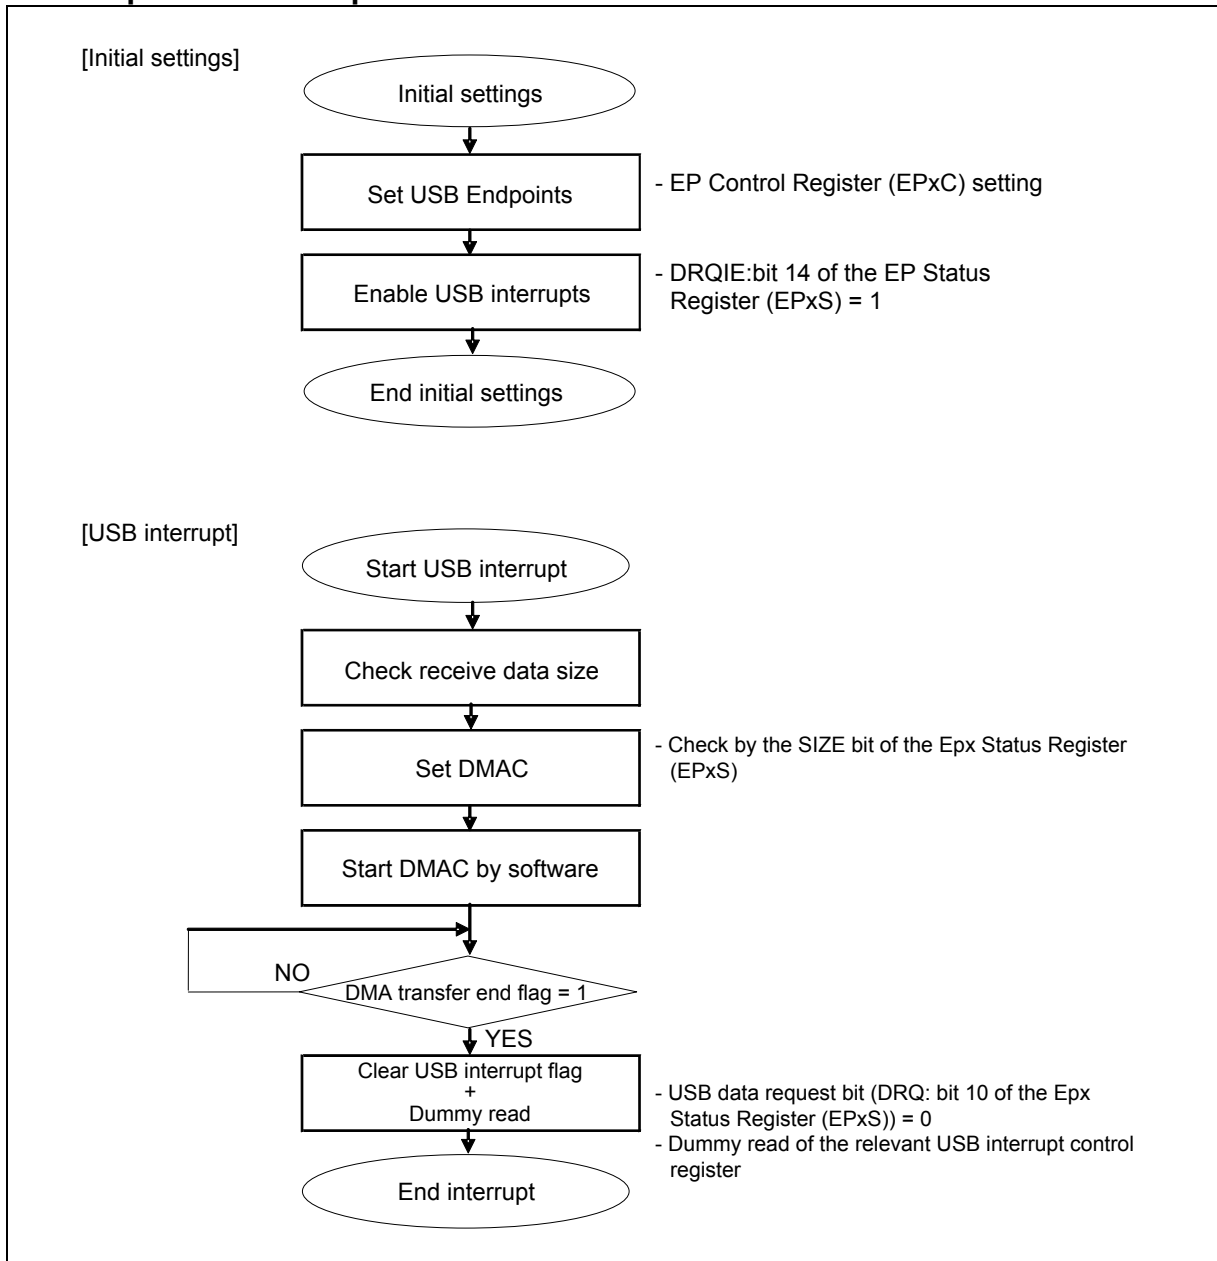 [Initial settings]
Initial settings
Set USB Endpoints
- EP Control Register (EPxC) setting
Enable USB interrupts
- DRQIE:bit 14 of the EP Status
Register (EPxS) = 1
End initial settings
[USB interrupt]
Start USB interrupt
Check receive data size
Set DMAC
- Check by the SIZE bit of the Epx Status Register
(EPxS)
Start DMAC by software
NO
DMA transfer end flag = 1
YES
Clear USB interrupt flag
+
Dummy read
- USB data request bit (DRQ: bit 10 of the Epx
Status Register (EPxS)) = 0
- Dummy read of the relevant USB interrupt control
register
End interrupt